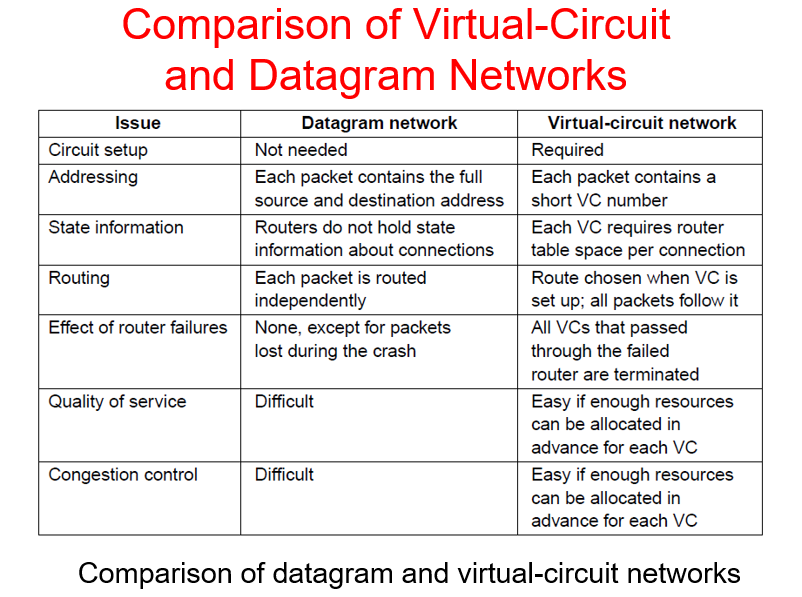 Comparison of Virtual-Circuit
and Datagram Networks
Issue Datagram network Virtual-circuit network
Circuit setup Not needed Required
Addressing Each packet contains the full Each packet contains a
source and destination address short VC number
State information Routers do not hold state Each VC requires router
information about connections table space per connection
Routing Each packet is routed Route chosen when VC is
independently set up; all packets follow it
Effect of router failures None, except for packets All VCs that passed
lost during the crash through the failed
router are terminated
Quality of service Difficult Easy if enough resources
can be allocated in
advance for each VC
Congestion control Difficult Easy if enough resources
can be allocated in
advance for each VC
Comparison of datagram and virtual-circuit networks